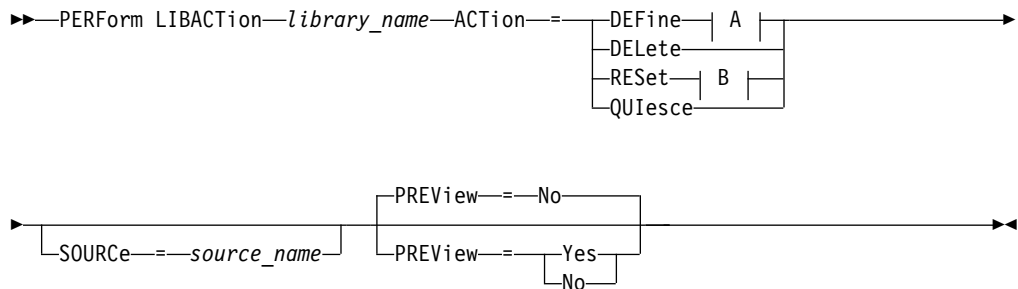 PERForm LIBACTion library_name ACTion = DEFine A
DELete
RESet B
QUIesce
PREView = No
SOURCe = source_name PREView = Yes
No